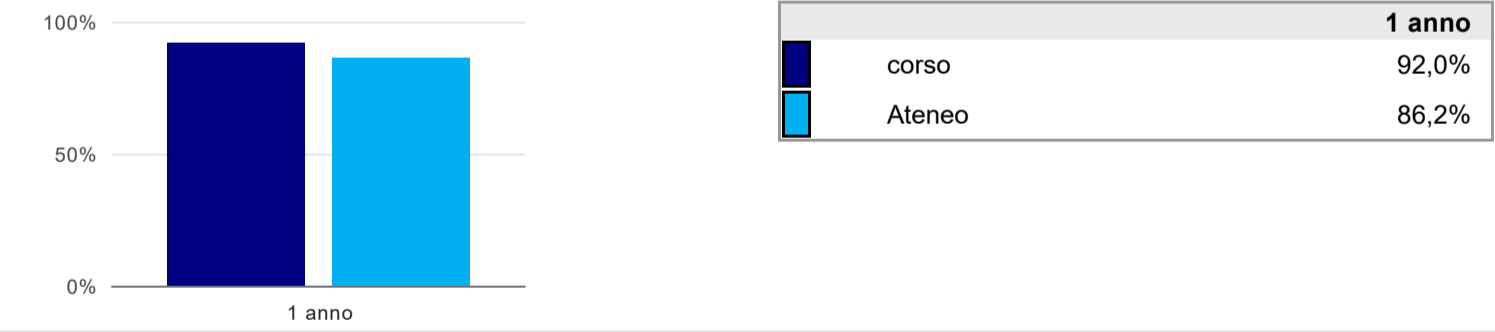 100%
50%
0%
1 anno
1 anno
corso 92,0%
Ateneo 86,2%